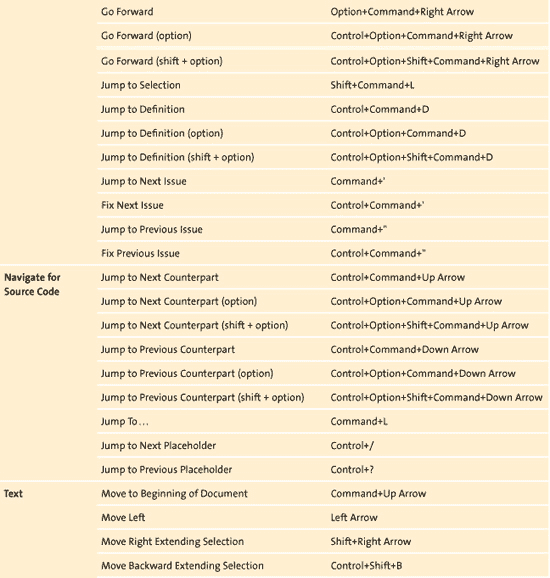 Go Forward Option+Command+Right Arrow
Go Forward (option) Control+Option+Command+Right Arrow
Go Forward (shift + option) Control+Option+Shift+Command+Right Arrow
Jump to Selection Shift+Command+L
Jump to Definition Control+Command+D
Jump to Definition (option) Control+Option+Command+D
Jump to Definition (shift + option) Control+Option+Shift+Command+D
Jump to Next Issue Command+'
Fix Next Issue Control+Command+'
Jump to Previous Issue Command+"
Fix Previous Issue Control+Command+"
Navigate for Jump to Next Counterpart Control+Command+Up Arrow
Source Code
Jump to Next Counterpart (option) Control+Option+Command+Up Arrow
Jump to Next Counterpart (shift + option) Control+Option+Shift+Command+Up Arrow
Jump to Previous Counterpart Control+Command+Down Arrow
Jump to Previous Counterpart (option) Control+Option+Command+Down Arrow
Jump to Previous Counterpart (shift + option) Control+Option+Shift+Command+Down Arrow
Jump To... Command+L
Jump to Next Placeholder Control+/
Jump to Previous Placeholder Control+?
Text Move to Beginning of Document Command+Up Arrow
Move Left Left Arrow
Move Right Extending Selection Shift+Right Arrow
Move Backward Extending Selection Control+Shift+B